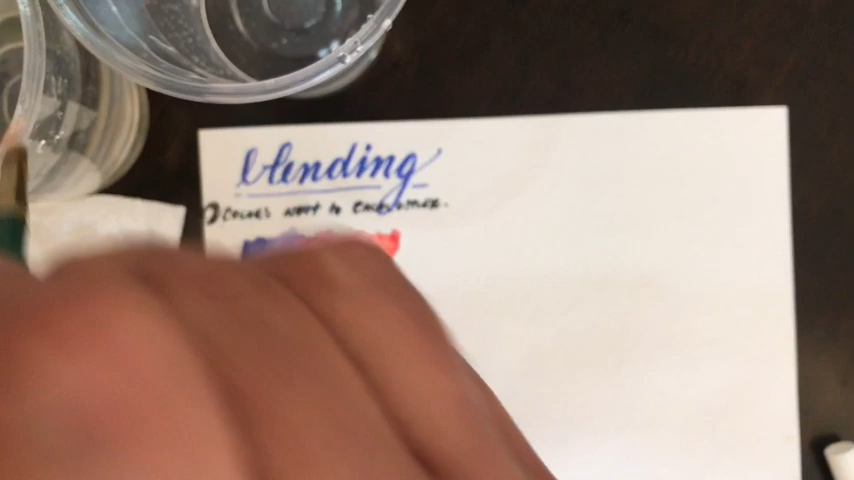 blending
colors next to each other.